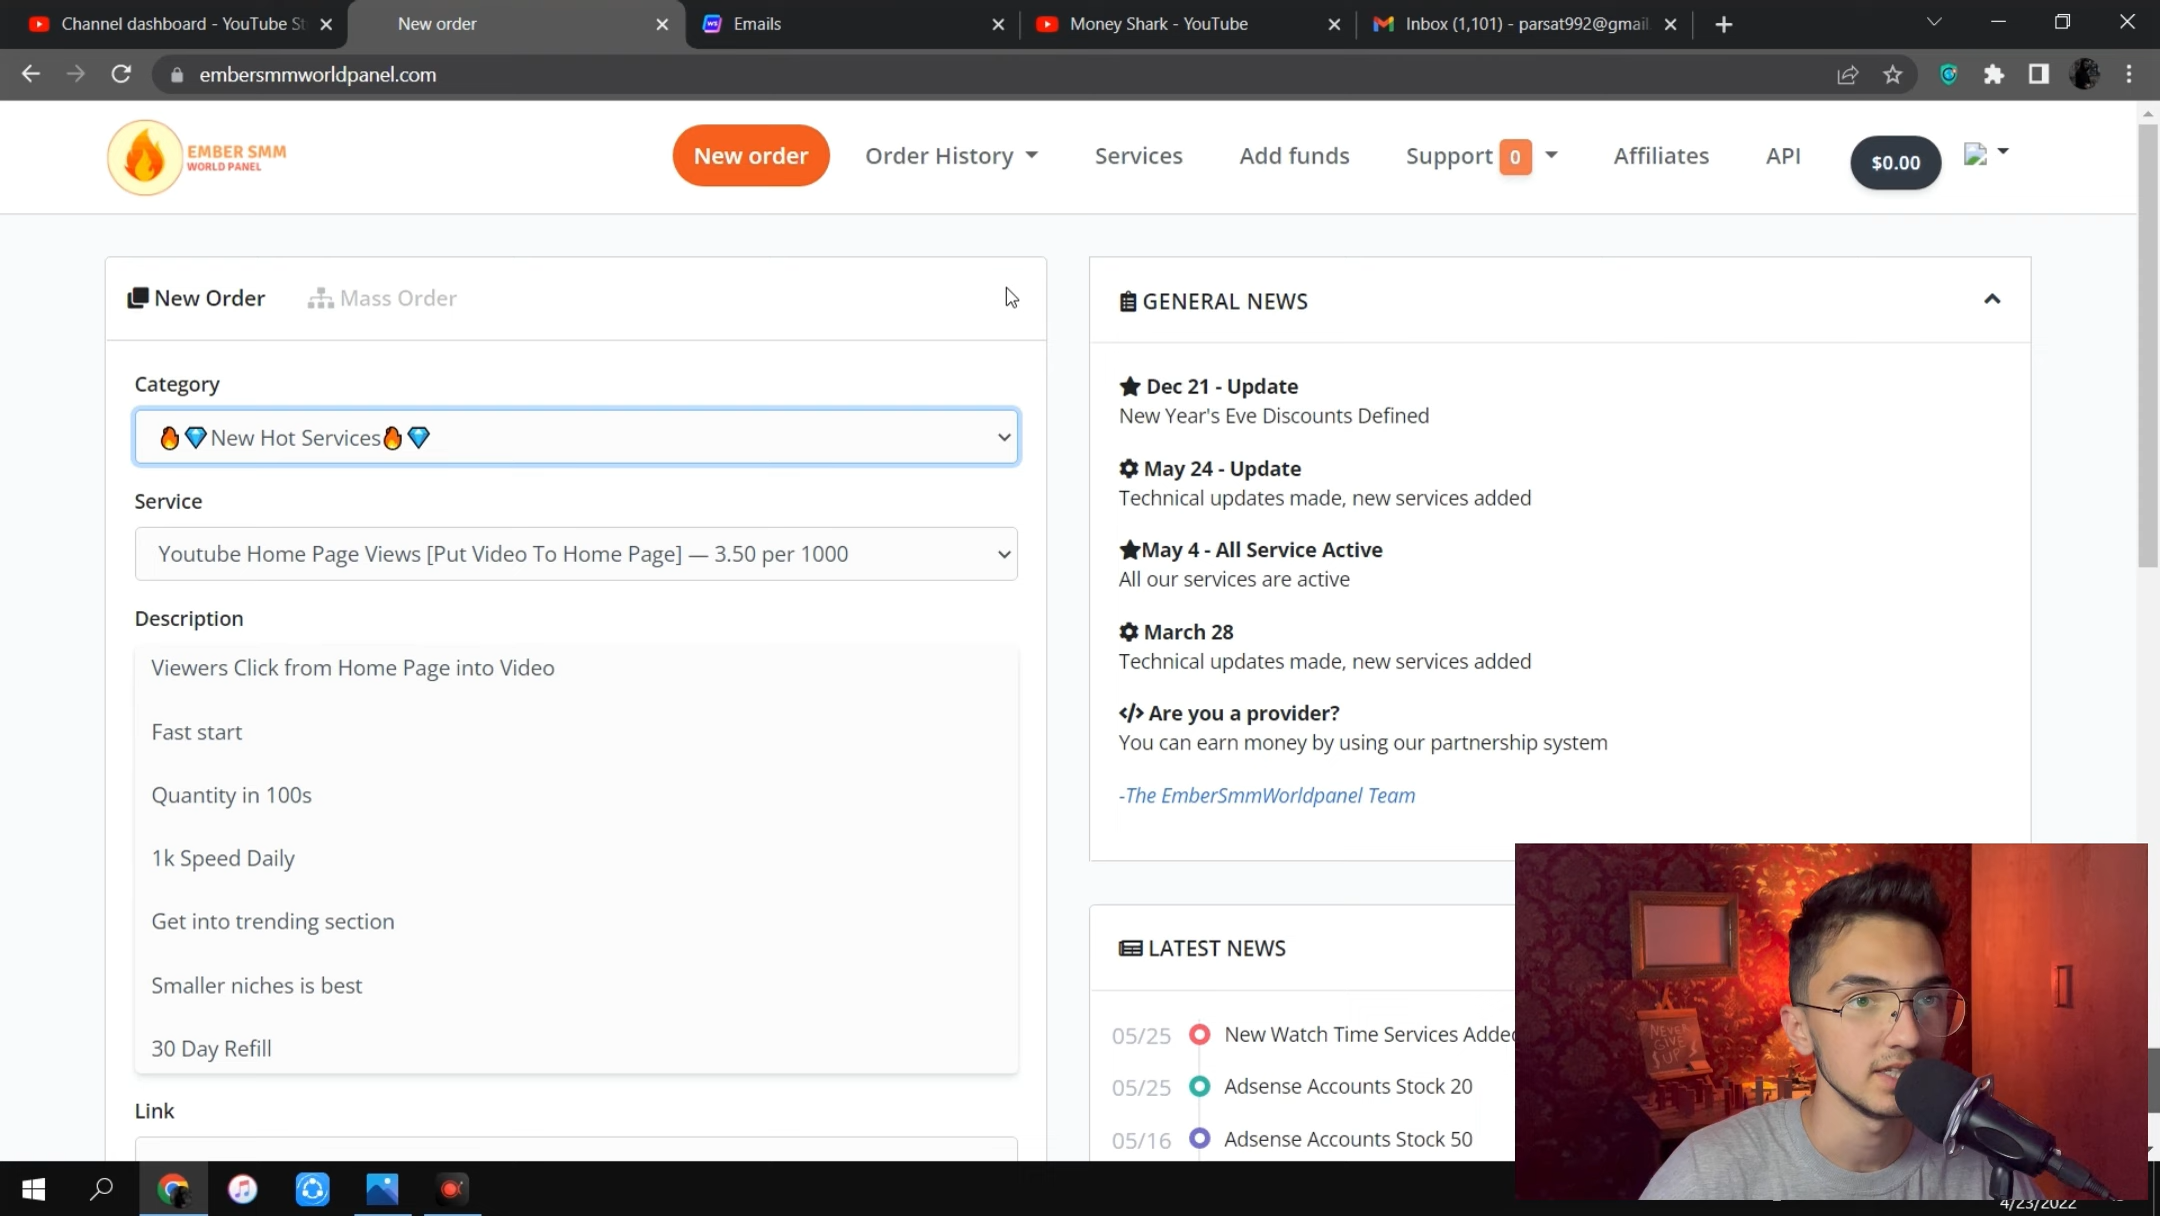 Channel dashboard - YouTube St
New order
Emails
Money Shark - YouTube
Inbox (1,101) - parsat992@gmail
embersmmworldpanel.com
EMBER SMM
WORLD PANEL
New order
Order History
Services
Add funds
Support 0
Affiliates
API
$0.00
New Order
Mass Order
Category
🔥💎New Hot Services🔥💎
Service
Youtube Home Page Views [Put Video To Home Page] — 3.50 per 1000
Description
Viewers Click from Home Page into Video
Fast start
Quantity in 100s
1k Speed Daily
Get into trending section
Smaller niches is best
30 Day Refill
Link
GENERAL NEWS
Dec 21 - Update
New Year's Eve Discounts Defined
May 24 - Update
Technical updates made, new services added
May 4 - All Service Active
All our services are active
March 28
Technical updates made, new services added
</> Are you a provider?
You can earn money by using our partnership system
-The EmberSmmWorldpanel Team
LATEST NEWS
05/25 New Watch Time Services Added
05/25 Adsense Accounts Stock 20
05/16 Adsense Accounts Stock 50
NEVER
GIVE
UP
4/23/2022